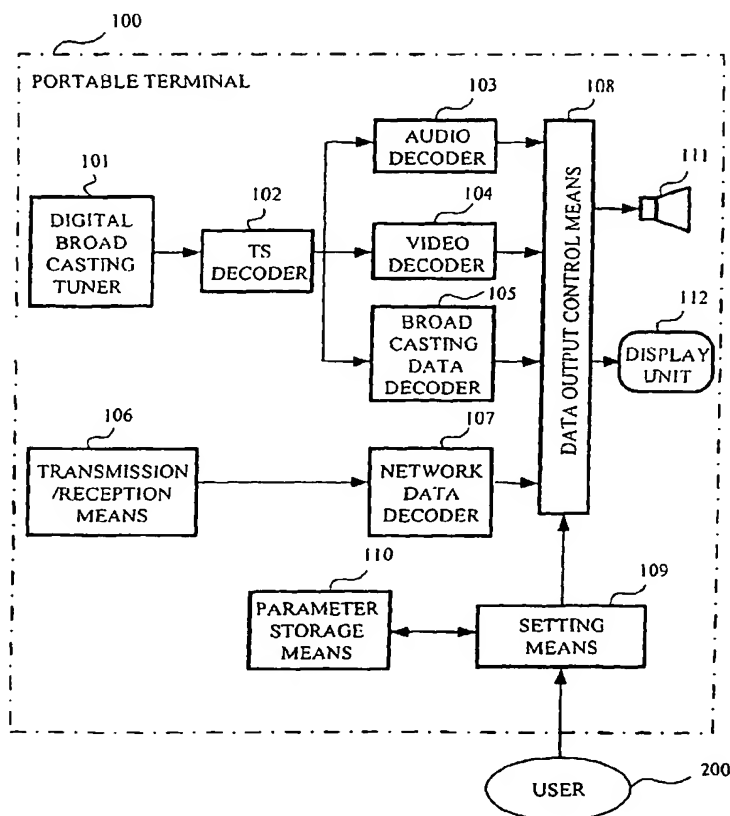 100
PORTABLE TERMINAL
103
AUDIO
DECODER
108
DATA OUTPUT CONTROL MEANS
111
101
DIGITAL
BROAD
CASTING
TUNER
102
TS
DECODER
104
VIDEO
DECODER
105
BROAD
CASTING
DATA
DECODER
112
DISPLAY
UNIT
106
TRANSMISSION
/RECEPTION
MEANS
107
NETWORK
DATA
DECODER
110
PARAMETER
STORAGE
MEANS
109
SETTING
MEANS
USER
200